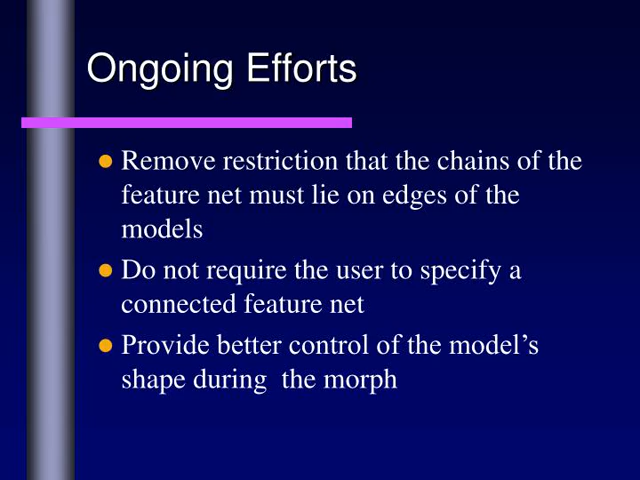 Ongoing Efforts
Remove restriction that the chains of the
feature net must lie on edges of the
models
Do not require the user to specify a
connected feature net
Provide better control of the model’s
shape during  the morph